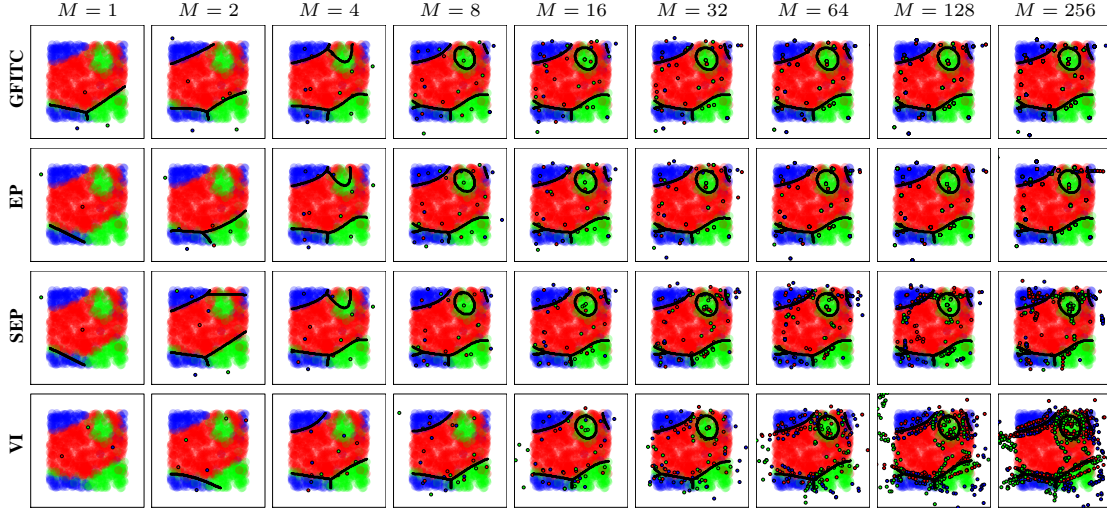 M = 1 M = 2 M = 4 M = 8 M = 16 M = 32 M = 64 M = 128 M = 256
GFITC
EP
SEP
VI